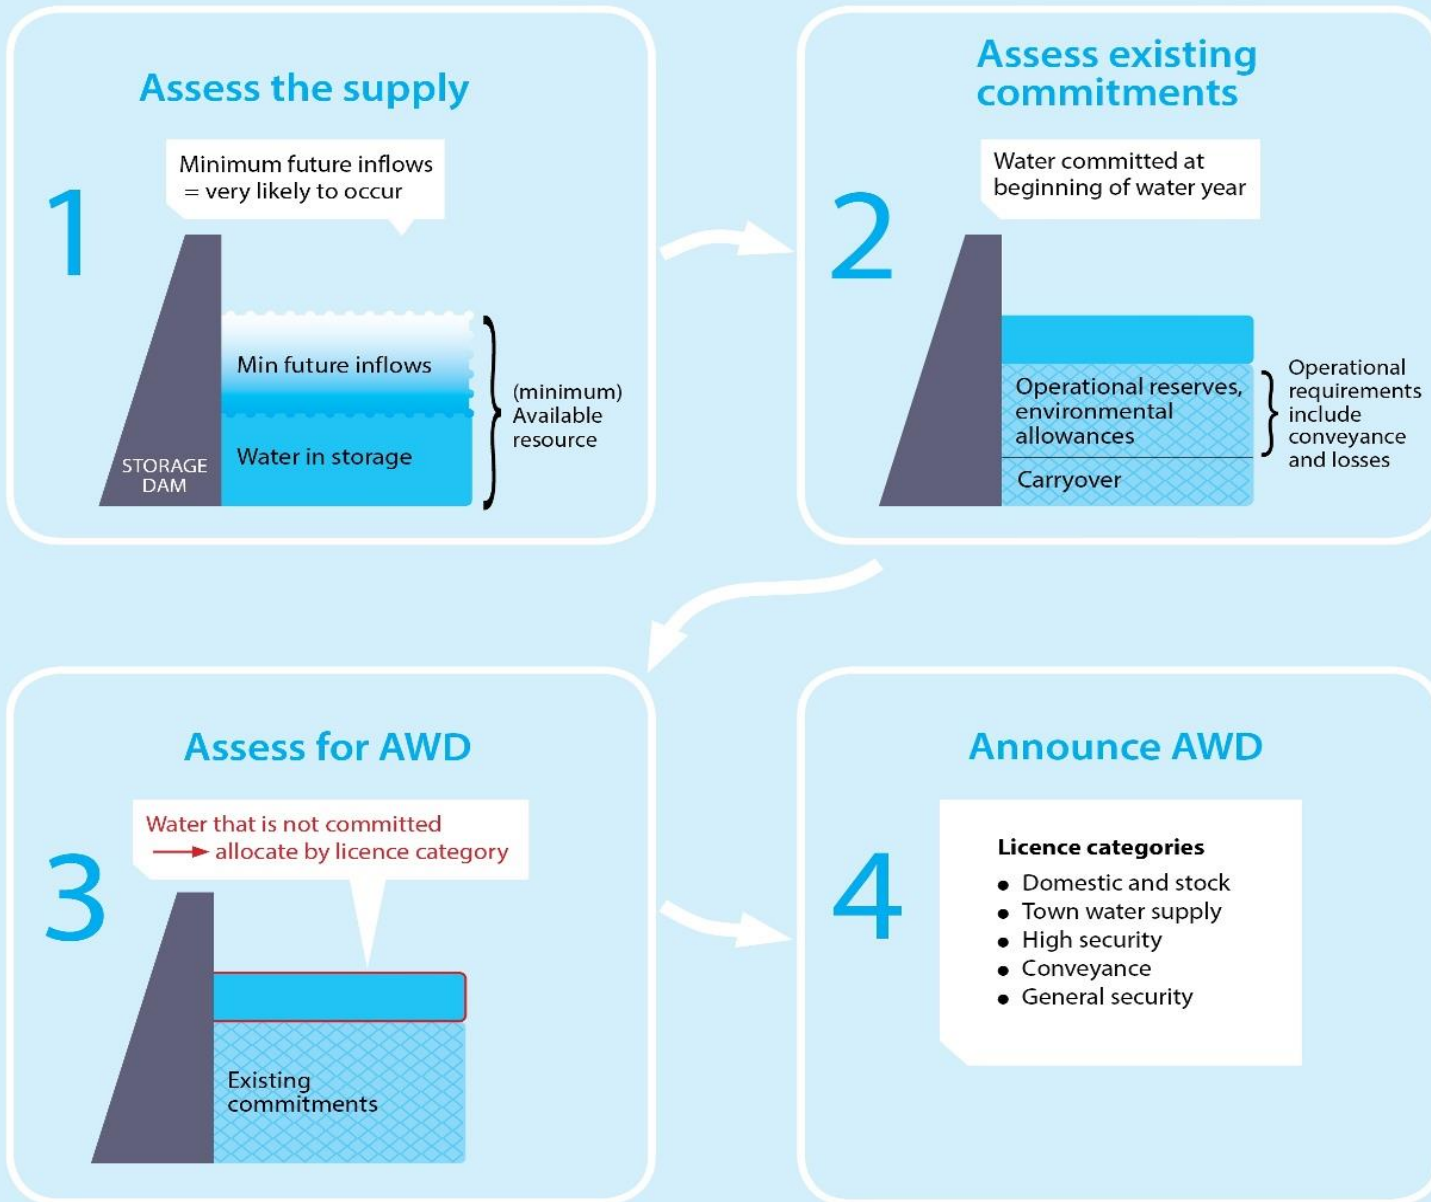 Assess the supply
1
Minimum future inflows
= very likely to occur
Min future inflows
Water in storage
STORAGE
DAM
(minimum)
Available
resource
Assess existing
commitments
2
Water committed at
beginning of water year
Operational reserves,
environmental
allowances
Carryover
Operational
requirements
include
conveyance
and losses
Assess for AWD
3
Water that is not committed
→ allocate by licence category
Existing
commitments
Announce AWD
4
Licence categories
• Domestic and stock
• Town water supply
• High security
• Conveyance
• General security